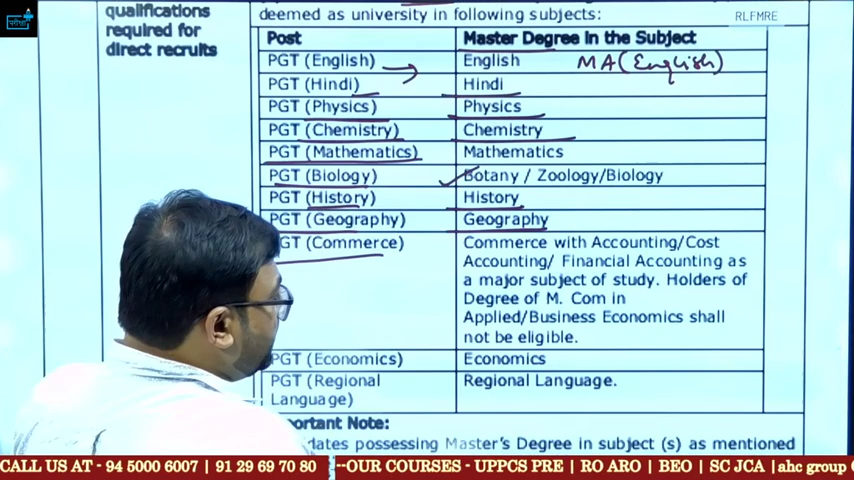 परीक्षा
RLFMRE
qualifications
required for
direct recruits
deemed as university in following subjects:
Post Master Degree in the Subject
PGT (English) English MA (English)
PGT (Hindi) Hindi
PGT (Physics) Physics
PGT (Chemistry) Chemistry
PGT (Mathematics) Mathematics
PGT (Biology) Botany / Zoology/Biology
PGT (History) History
PGT (Geography) Geography
GT (Commerce) Commerce with Accounting/Cost
Accounting/ Financial Accounting as
a major subject of study. Holders of
Degree of M. Com in
Applied/Business Economics shall
not be eligible.
PGT (Economics) Economics
PGT (Regional Regional Language.
Language)
portant Note:
dates possessing Master's Degree in subject (s) as mentioned
CALL US AT - 94 5000 6007 | 91 29 69 70 80 --OUR COURSES - UPPCS PRE | RO ARO | BEO | SC JCA |ahc group